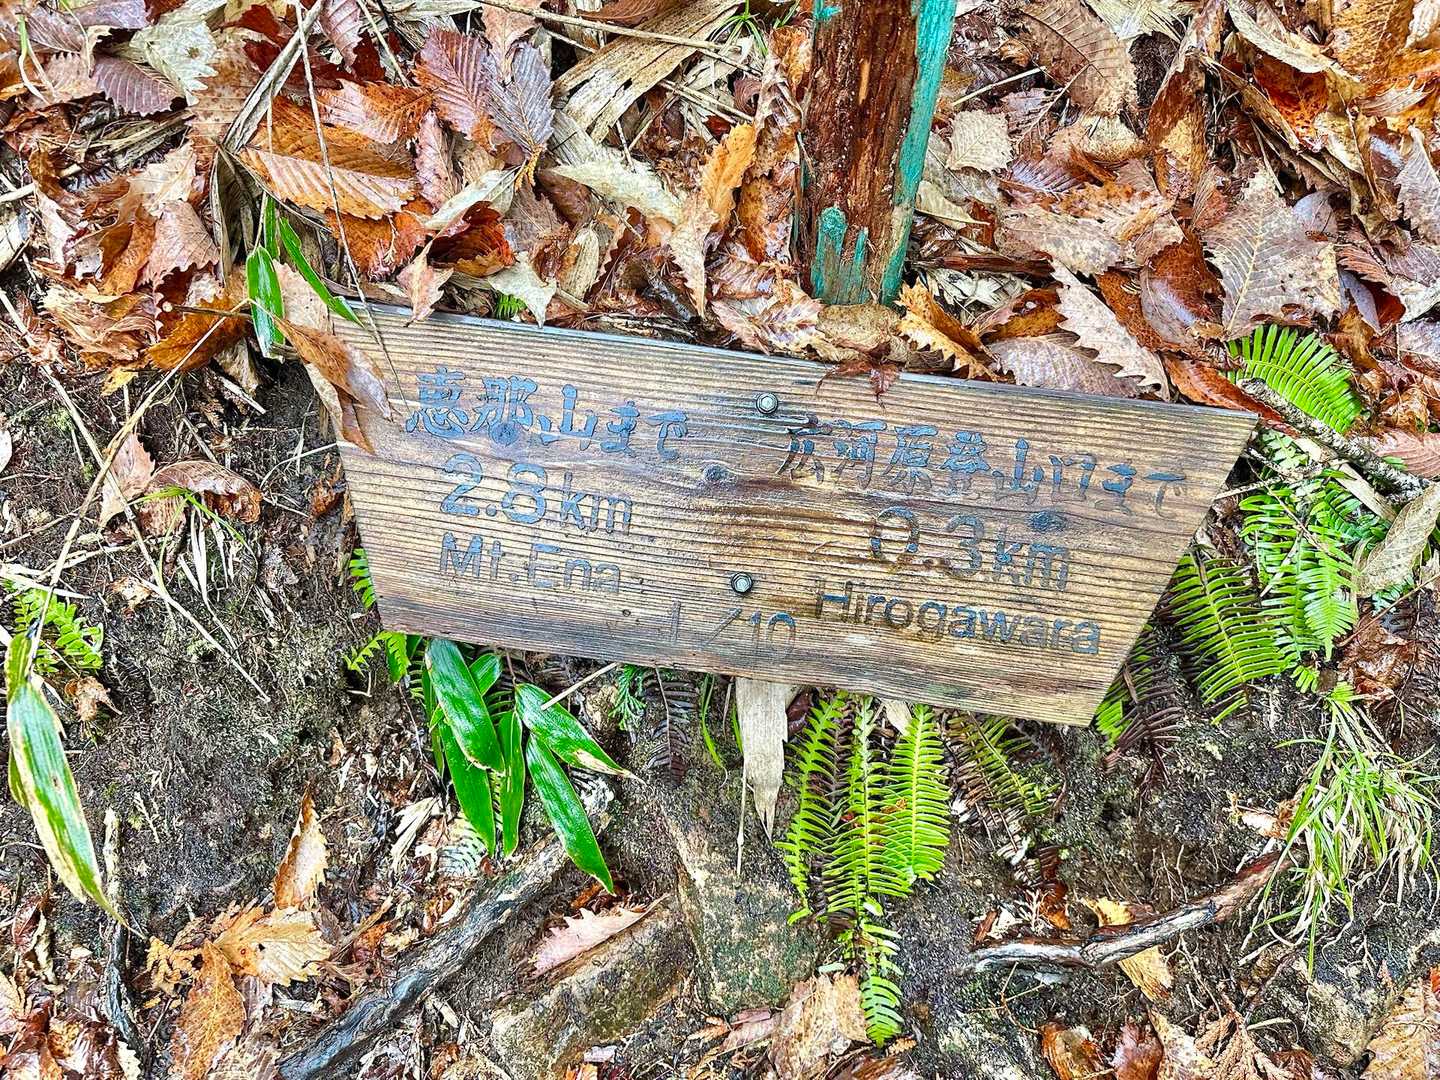 恵那山まで
2.8km
Mt.Ena
広河原登山口まで
0.3km
Hirogawara
1/10